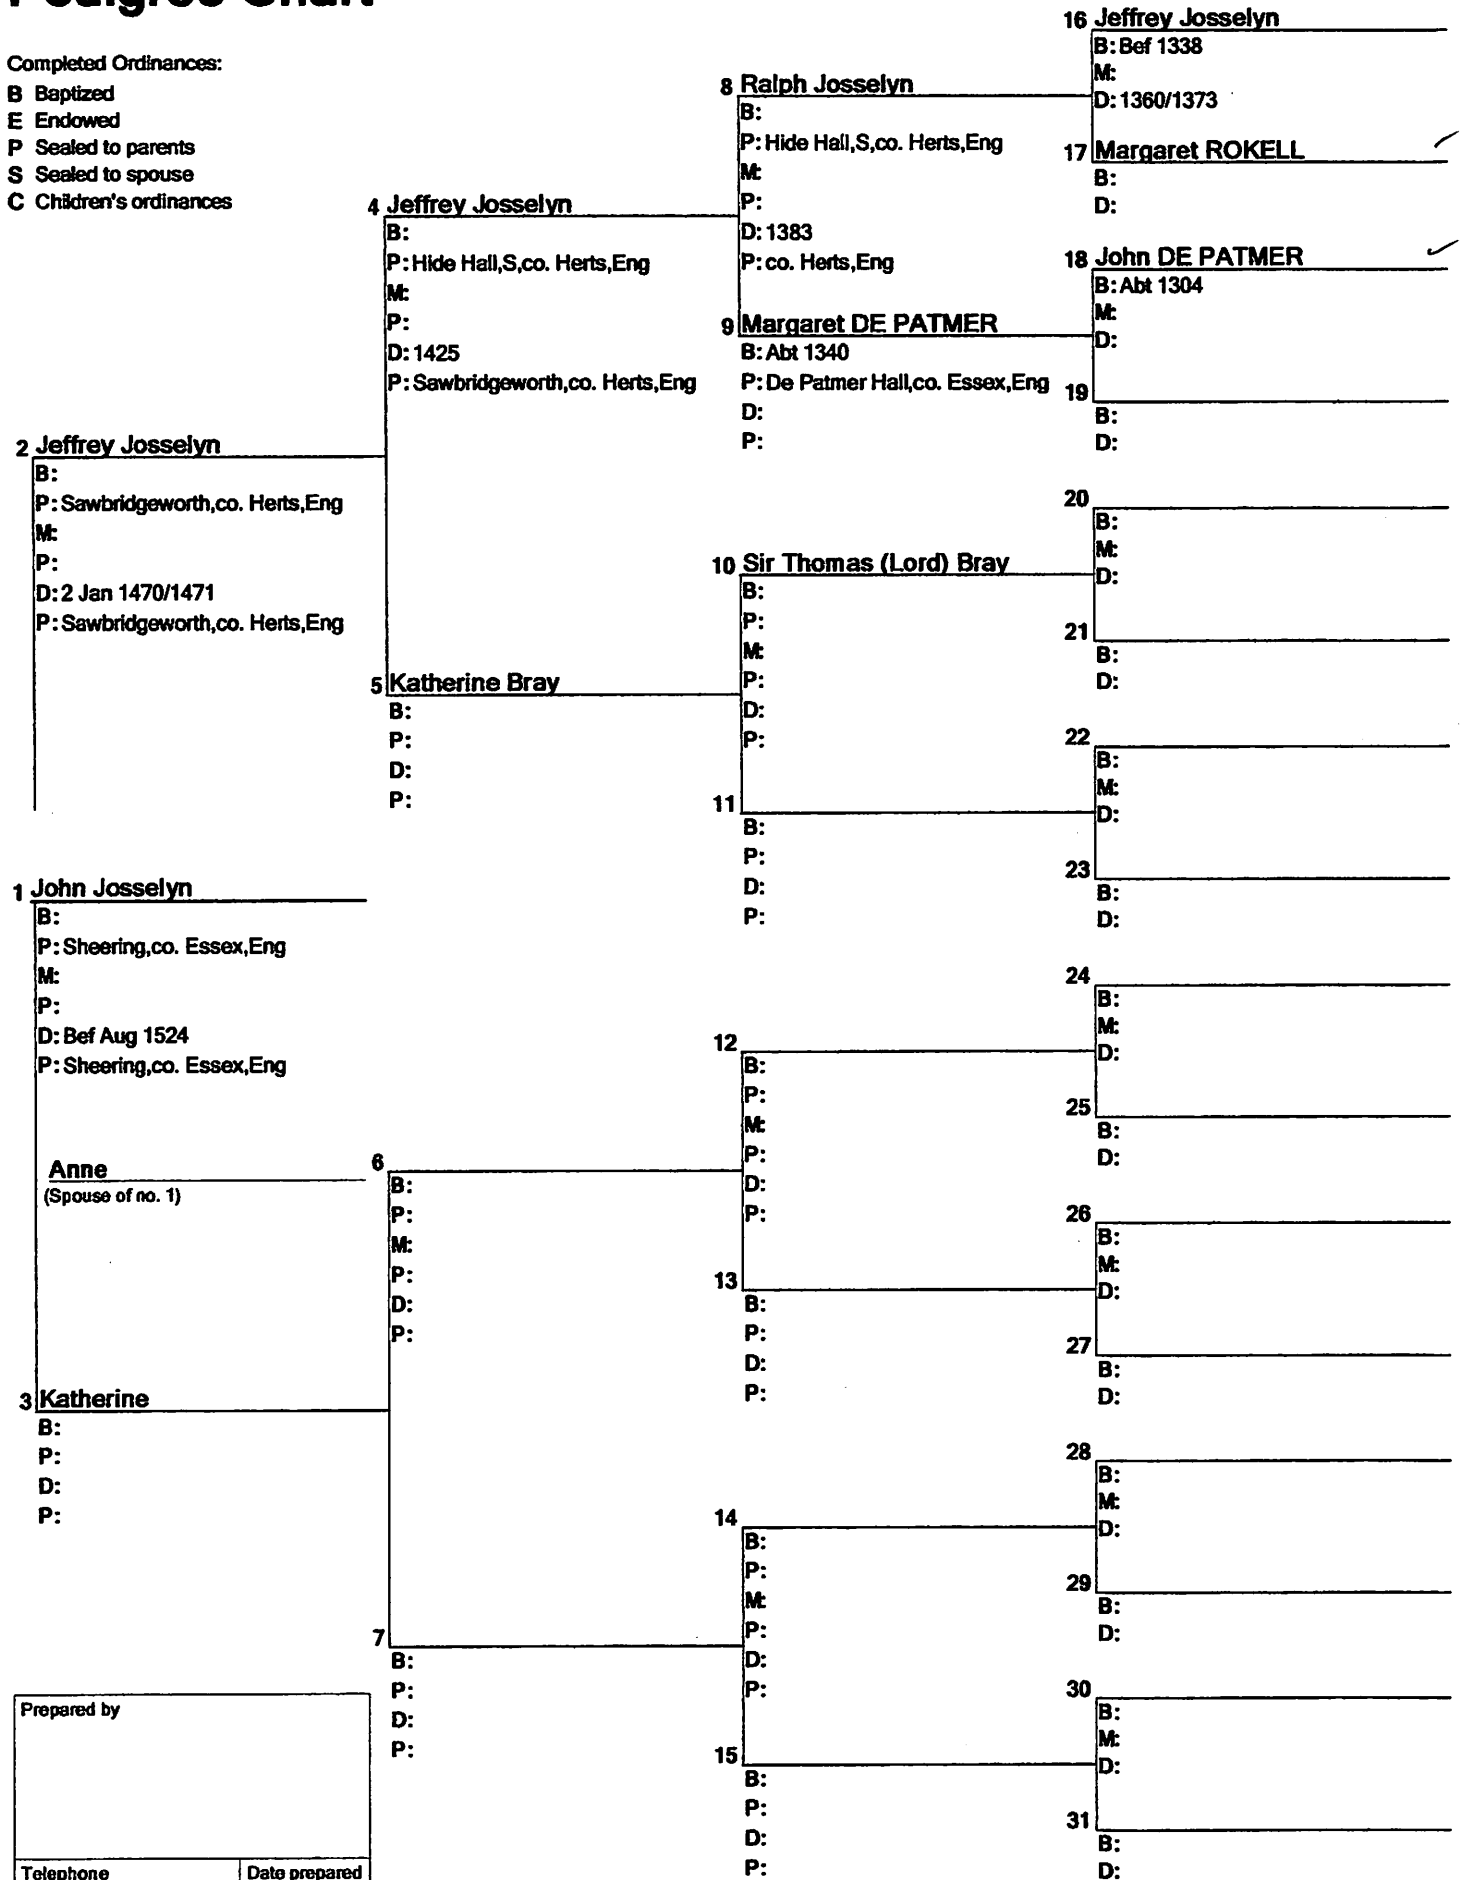 Pedigree Chart
Completed Ordinances:
B Baptized
E Endowed
P Sealed to parents
S Sealed to spouse
C Children's ordinances
2 Jeffrey Josselyn
B:
P: Sawbridgeworth,co. Herts,Eng
M:
P:
D: 2 Jan 1470/1471
P: Sawbridgeworth,co. Herts,Eng
1 John Josselyn
B:
P: Sheering,co. Essex,Eng
M:
P:
D: Bef Aug 1524
P: Sheering,co. Essex,Eng
Anne
(Spouse of no. 1)
3 Katherine
B:
P:
D:
P:
Prepared by
Telephone
Date prepared
4 Jeffrey Josselyn
B:
P: Hide Hall,S,co. Herts,Eng
M:
P:
D: 1425
P: Sawbridgeworth,co. Herts,Eng
5 Katherine Bray
B:
P:
D:
P:
6
B:
P:
M:
P:
D:
P:
7
B:
P:
D:
P:
8 Ralph Josselyn
B:
P: Hide Hall,S,co. Herts,Eng
M:
P:
D: 1383
P: co. Herts,Eng
9 Margaret DE PATMER
B: Abt 1340
P: De Patmer Hall,co. Essex,Eng
D:
P:
10 Sir Thomas (Lord) Bray
B:
P:
M:
P:
D:
P:
11
B:
P:
D:
P:
12
B:
P:
M:
P:
D:
P:
13
B:
P:
D:
P:
14
B:
P:
M:
P:
D:
P:
15
B:
P:
D:
P:
16 Jeffrey Josselyn
B: Bef 1338
M:
D: 1360/1373
17 Margaret ROKELL
B:
D:
18 John DE PATMER
B: Abt 1304
M:
D:
19
B:
D:
20
B:
M:
D:
21
B:
D:
22
B:
M:
D:
23
B:
D:
24
B:
M:
D:
25
B:
D:
26
B:
M:
D:
27
B:
D:
28
B:
M:
D:
29
B:
D:
30
B:
M:
D:
31
B:
D: